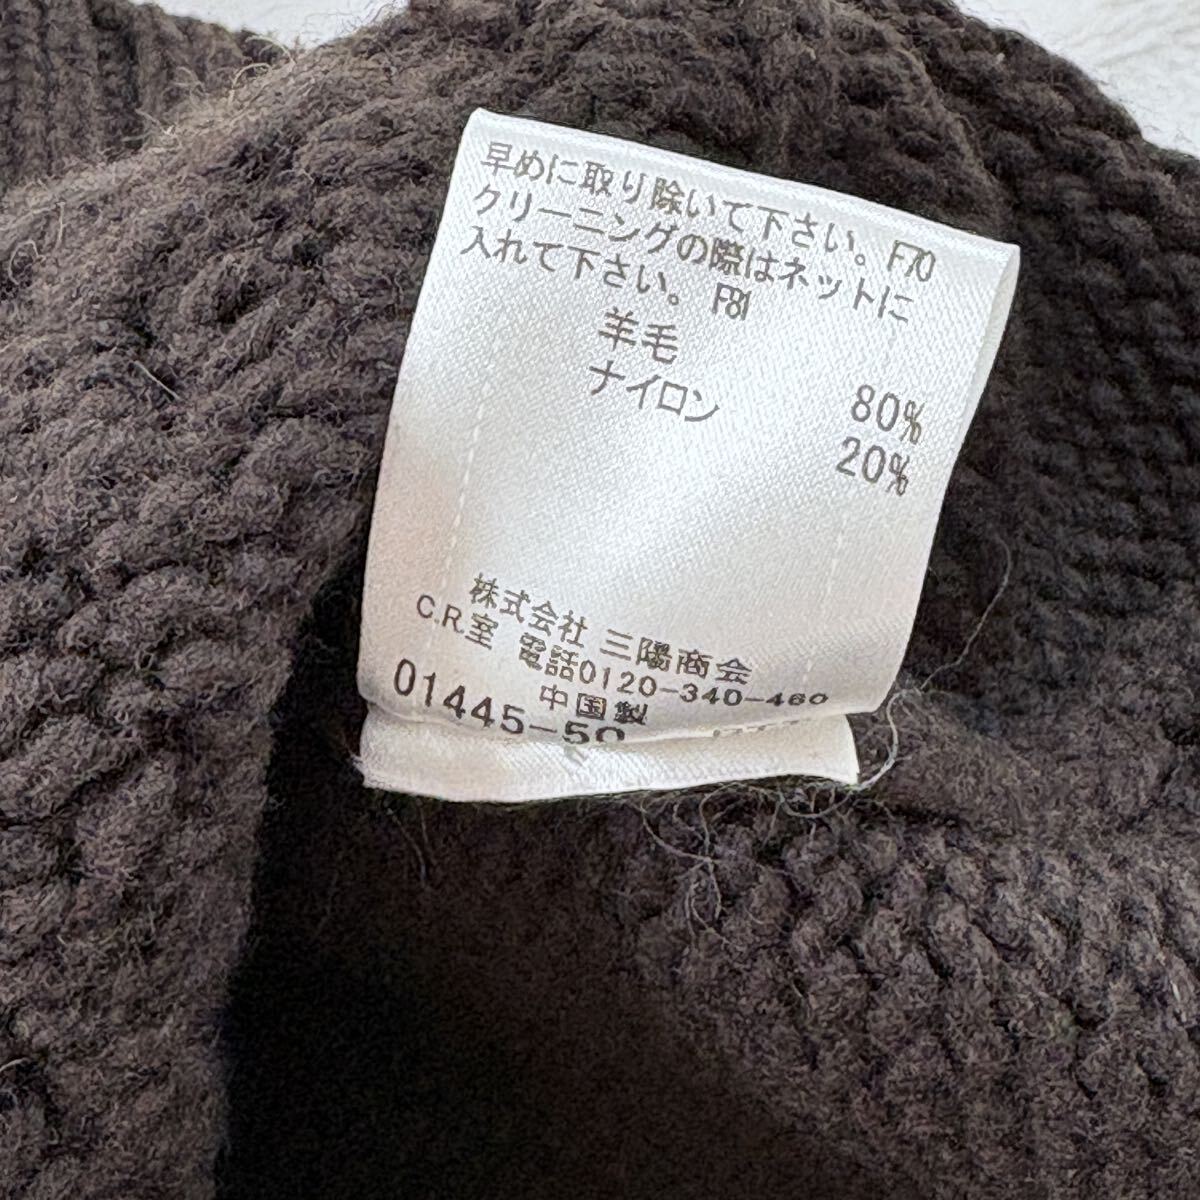 早めに取り除いて下さい。F70
クリーニングの際はネットに
入れて下さい。F81
羊毛 80%
ナイロン 20%
株式会社 三陽商会
C.R.室 電話0120-340-460
中国製
01445-50